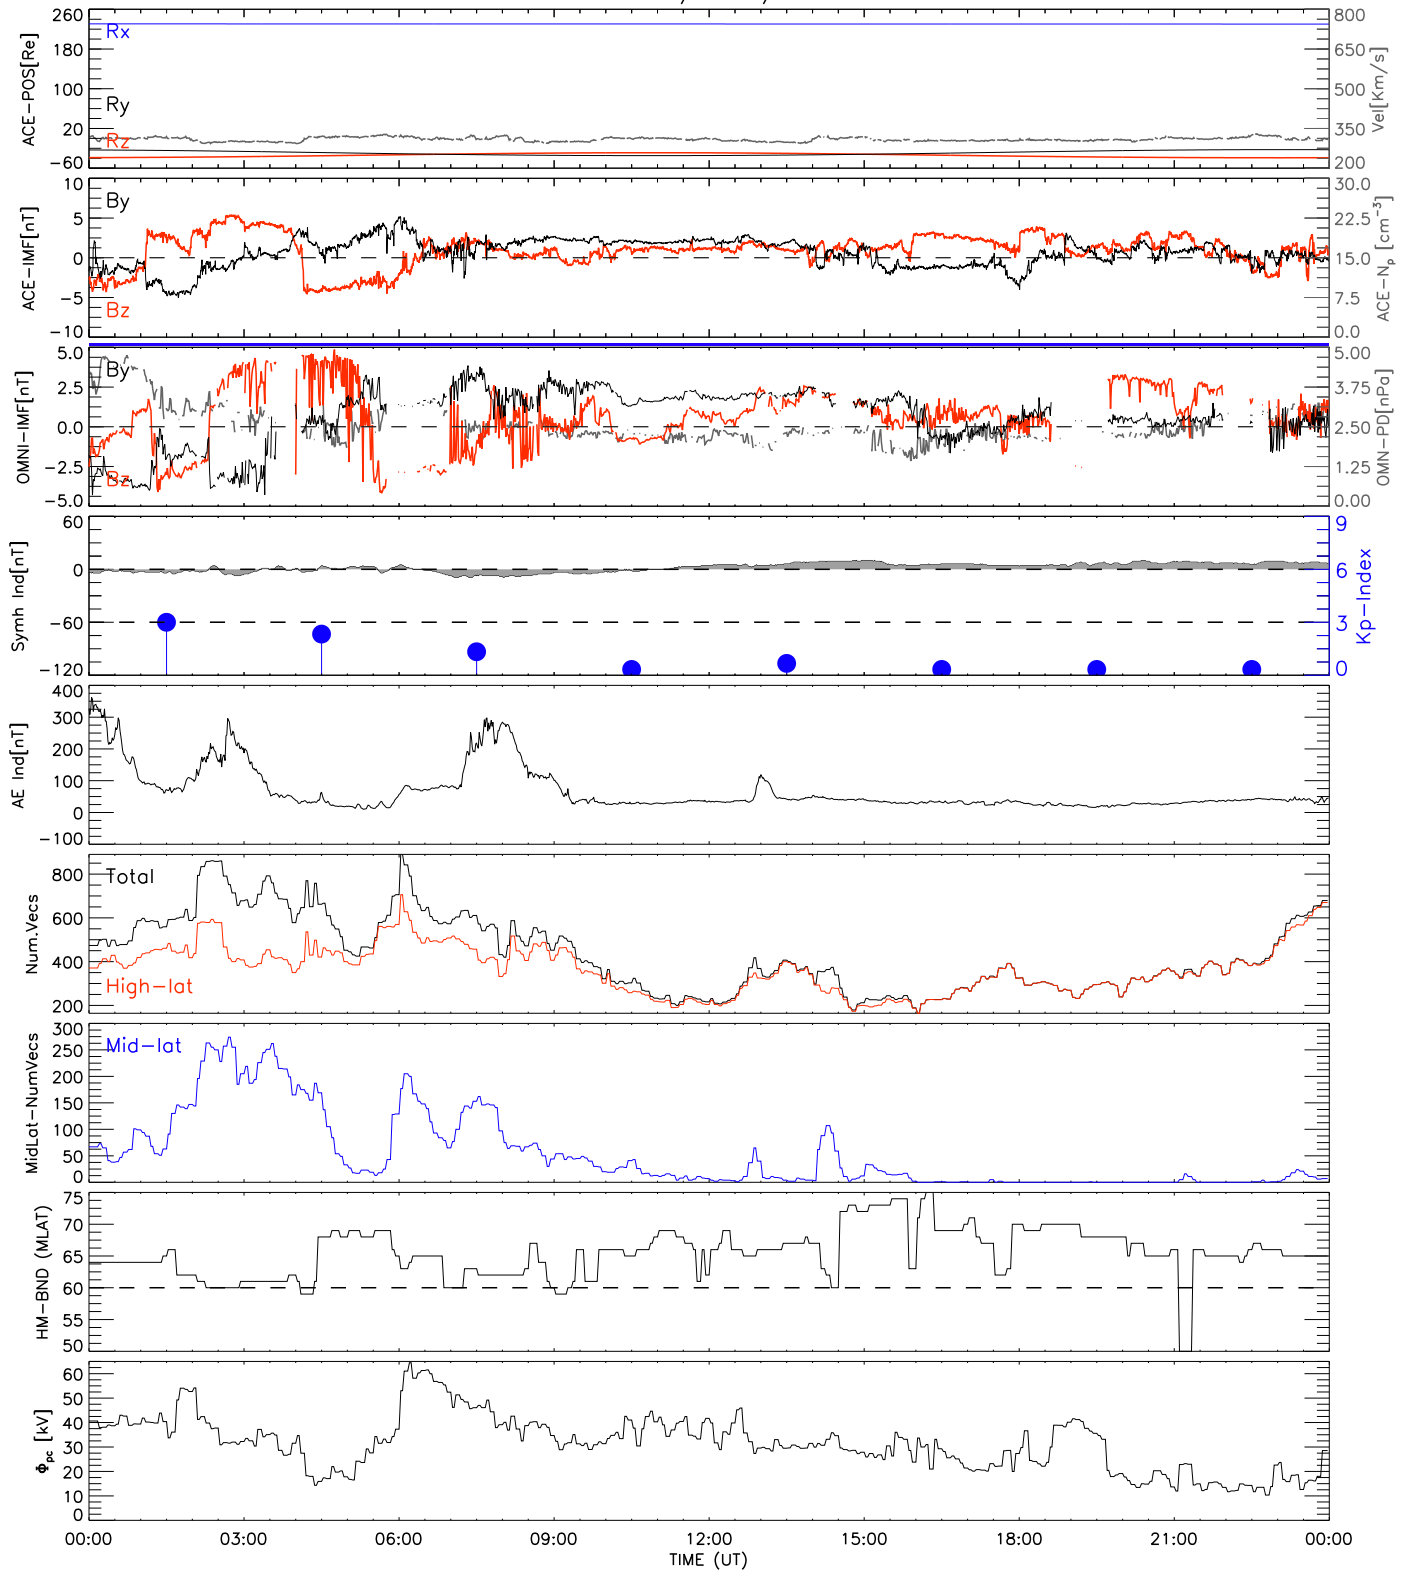 260
180
100
20
-60
ACE-POS[Re]
Rx
Ry
Rz
800
650
500
350
200
Vel[Km/s]
10
5
0
-5
-10
ACE-IMF[nT]
By
Bz
30.0
22.5
15.0
7.5
0.0
ACE-Np [cm⁻³]
5.0
2.5
0.0
-2.5
-5.0
OMNI-IMF[nT]
By
Bz
5.00
3.75
2.50
1.25
0.00
OMN-PD[nPa]
60
0
-60
-120
Symh Ind[nT]
9
6
3
0
Kp-Index
400
300
200
100
0
-100
AE Ind[nT]
800
600
400
200
Num.Vecs
Total
High-lat
300
250
200
150
100
50
0
MidLat-NumVecs
Mid-lat
75
70
65
60
55
50
HM-BND (MLAT)
60
50
40
30
20
10
0
Φpc [kV]
00:00 03:00 06:00 09:00 12:00 15:00 18:00 21:00 00:00
TIME (UT)